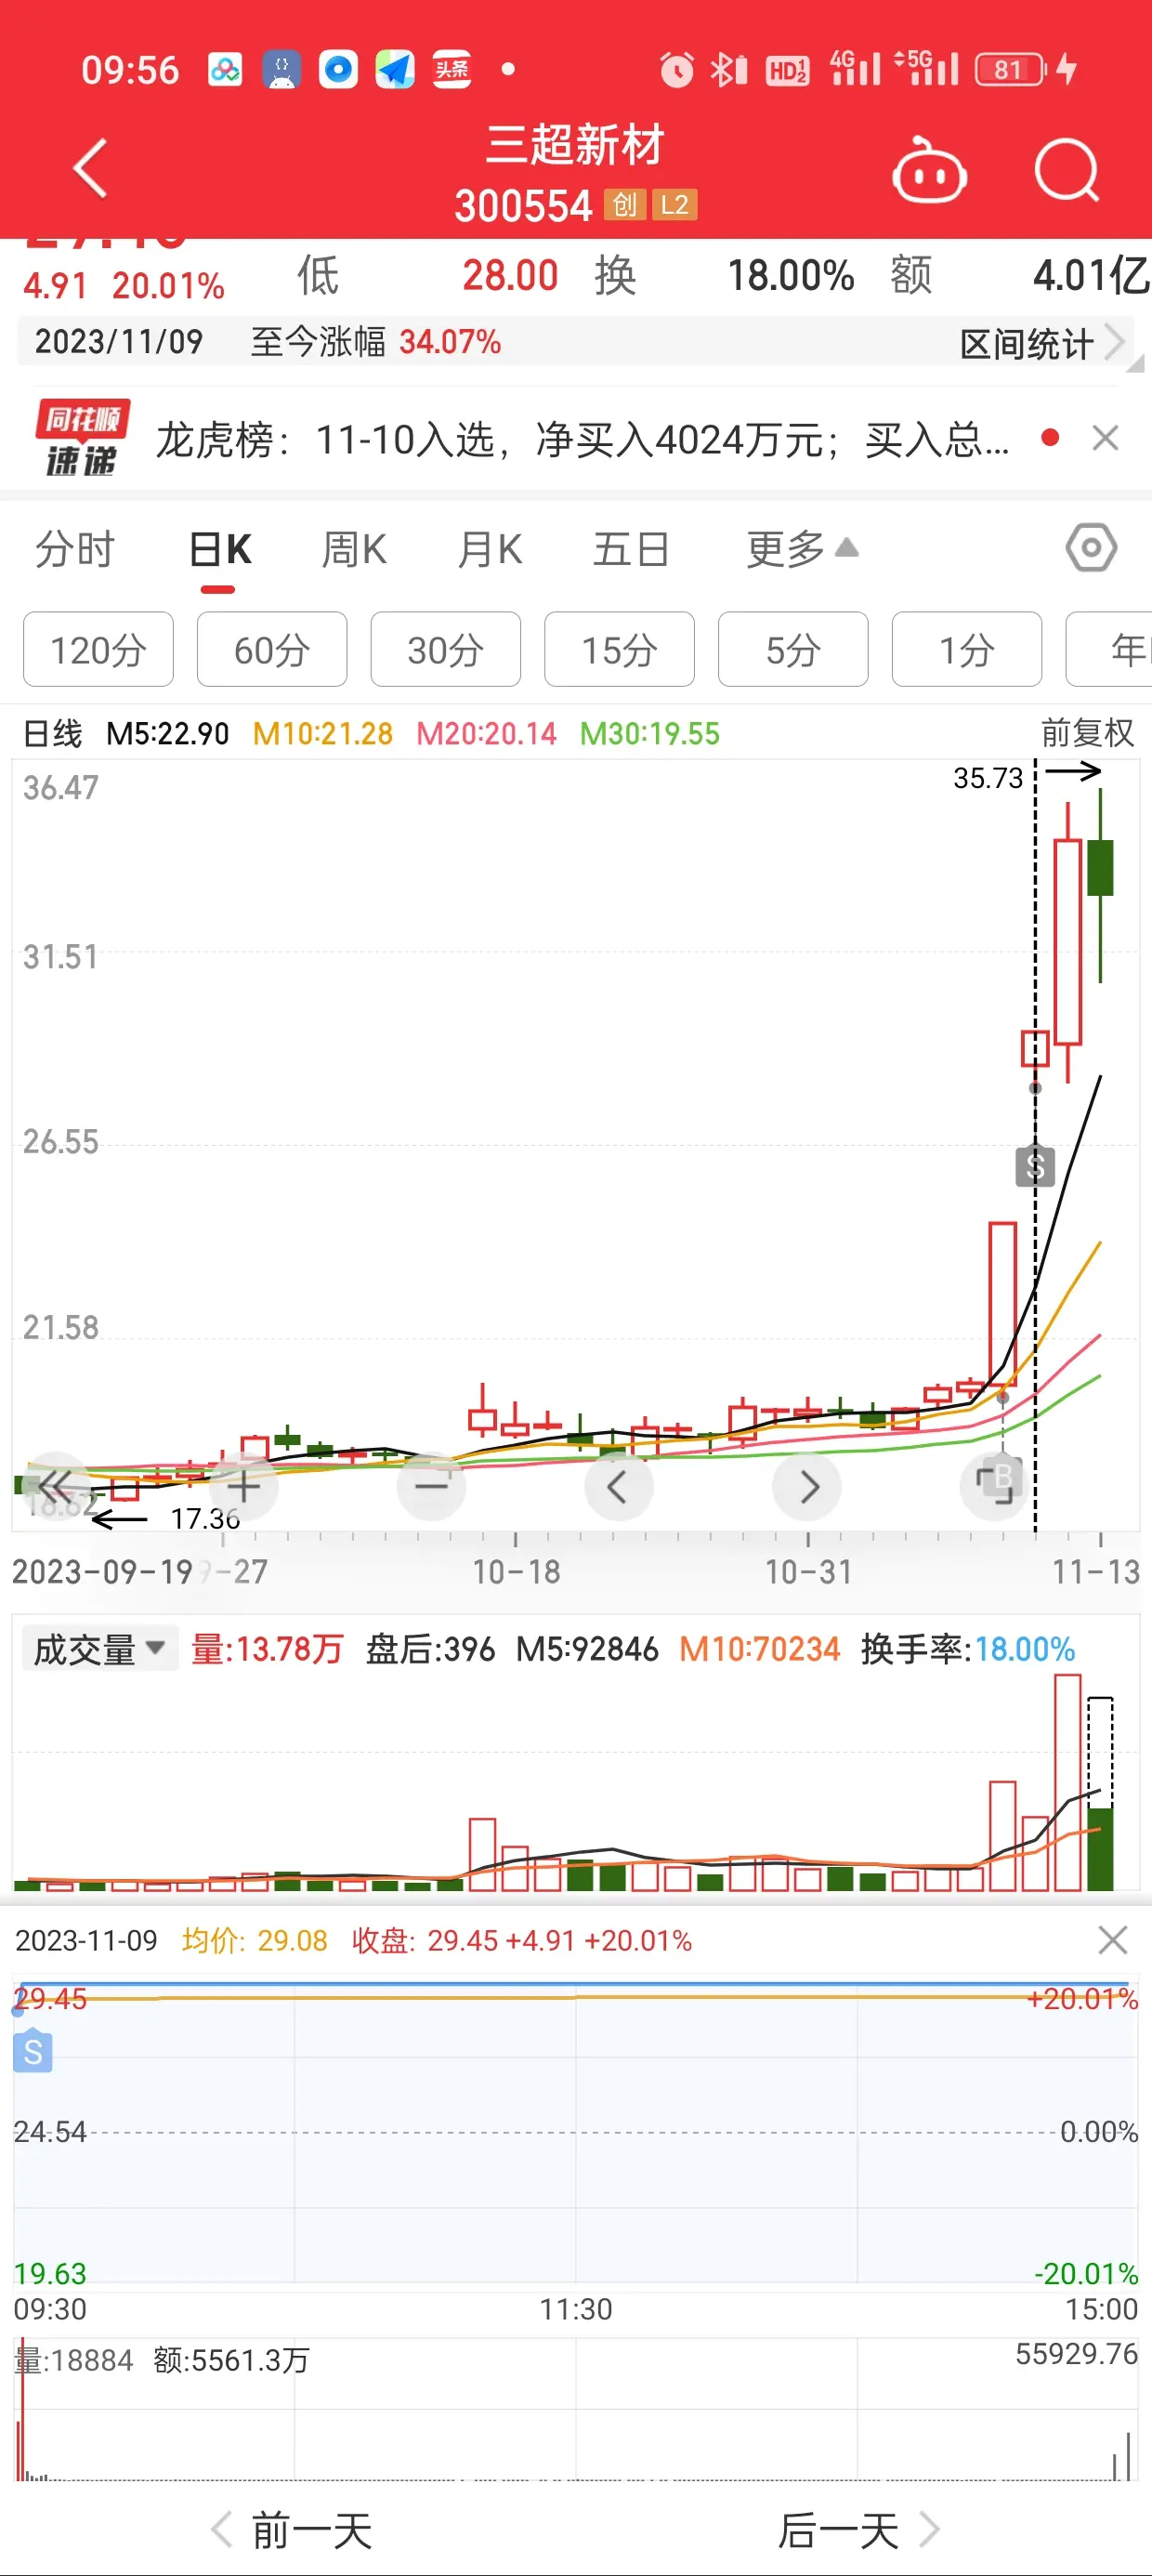 09:56 头条 HD 1 2 4G 5G 81
三超新材
300554 创 L2
4.91 20.01% 低 28.00 换 18.00% 额 4.01亿
2023/11/09 至今涨幅 34.07% 区间统计
同花顺
速递
龙虎榜：11-10入选，净买入4024万元；买入总...
分时 日K 周K 月K 五日 更多
120分 60分 30分 15分 5分 1分
日线 M5:22.90 M10:21.28 M20:20.14 M30:19.55 前复权
36.47
35.73
31.51
26.55
S
21.58
B
17.36
2023-09-19 9-27 10-18 10-31 11-13
成交量 量:13.78万 盘后:396 M5:92846 M10:70234 换手率:18.00%
2023-11-09 均价: 29.08 收盘: 29.45 +4.91 +20.01%
29.45 +20.01%
S
24.54 0.00%
19.63 -20.01%
09:30 11:30 15:00
量:18884 额:5561.3万 55929.76
前一天 后一天